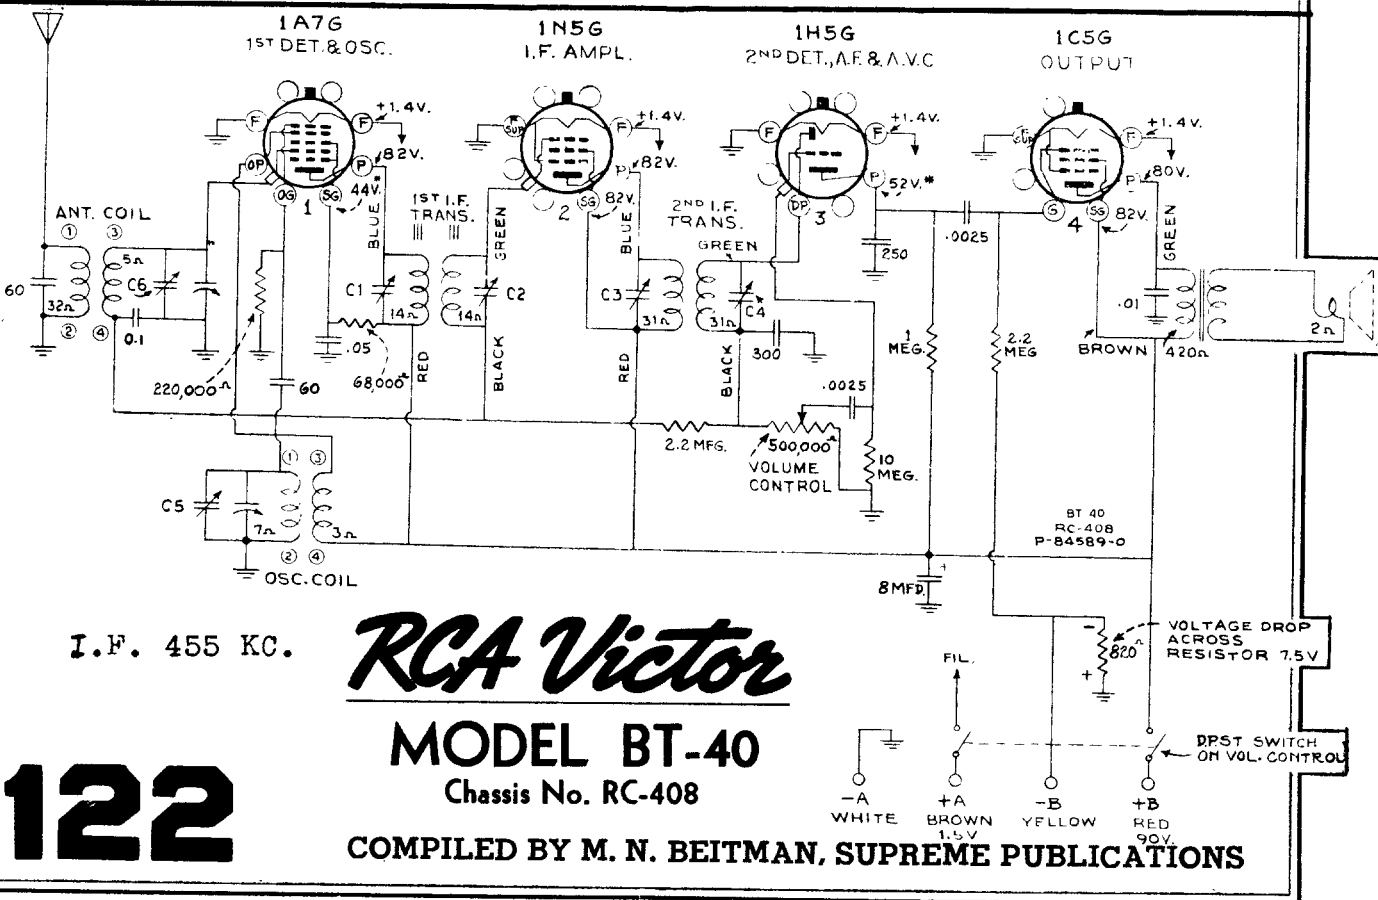 1A7G
1ST DET.& OSC.
1N5G
I.F. AMPL.
1H5G
2ND DET., A.F. & A.V.C
1C5G
OUTPUT
F
F
+1.4V.
82V.
OP
P
OG
SG
44V.*
1
SUP
F
+1.4V.
P
82V.
SG
82V.
2
F
F
+1.4V.
P
52V.*
DP
3
F
+1.4V.
P
80V.
G
SG
82V.
4
ANT. COIL
1
3
5Ω
C6
60
32Ω
2
4
0.1
220,000Ω
60
.05
68,000Ω
BLUE
1ST I.F.
TRANS.
GREEN
C1
14Ω
14Ω
C2
RED
BLACK
BLUE
2ND I.F.
TRANS.
GREEN
C3
31Ω
31Ω
C4
RED
BLACK
300
250
.0025
1
MEG.
2.2
MEG
GREEN
.01
BROWN
420Ω
2Ω
.0025
2.2 MEG.
500,000Ω
VOLUME
CONTROL
10
MEG.
1
3
C5
7Ω
3Ω
2
4
OSC. COIL
BT 40
RC-408
P-84589-0
8 MFD.
+
-
820Ω
+
VOLTAGE DROP
ACROSS
RESISTOR 7.5V
I.F. 455 KC.
RCA Victor
MODEL BT-40
Chassis No. RC-408
FIL.
D.P.S.T SWITCH
ON VOL. CONTROL
-A
WHITE
+A
BROWN
1.5V
-B
YELLOW
+B
RED
90V.
122
COMPILED BY M. N. BEITMAN, SUPREME PUBLICATIONS